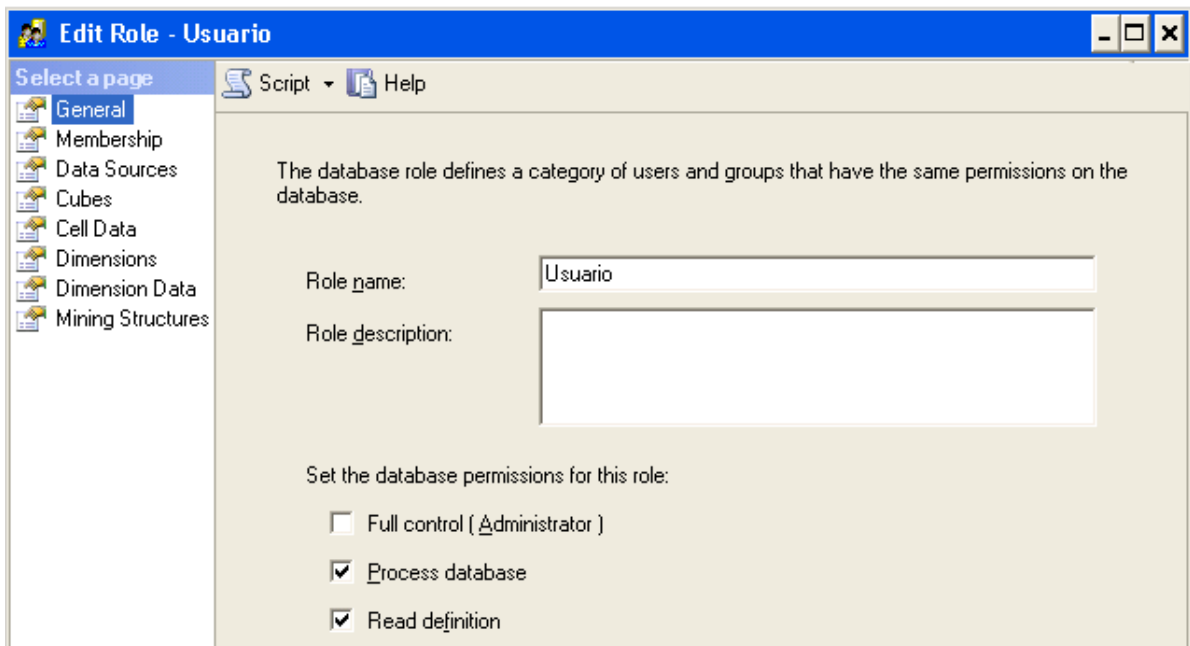 Edit Role - Usuario
Select a page
General
Membership
Data Sources
Cubes
Cell Data
Dimensions
Dimension Data
Mining Structures
Script Help
The database role defines a category of users and groups that have the same permissions on the
database.
Role name: Usuario
Role description:
Set the database permissions for this role:
Full control ( Administrator )
Process database
Read definition